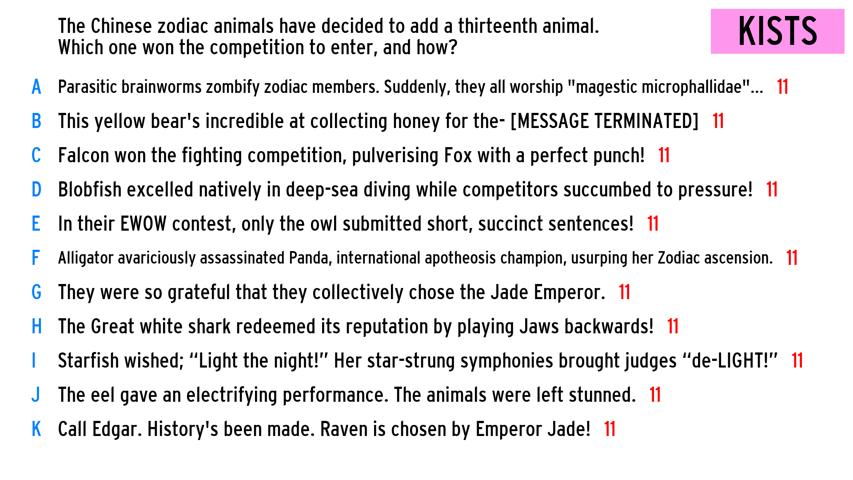 The Chinese zodiac animals have decided to add a thirteenth animal.
Which one won the competition to enter, and how?
KISTS
A Parasitic brainworms zombify zodiac members. Suddenly, they all worship "magestic microphallidae"... 11
B This yellow bear's incredible at collecting honey for the- [MESSAGE TERMINATED] 11
C Falcon won the fighting competition, pulverising Fox with a perfect punch! 11
D Blobfish excelled natively in deep-sea diving while competitors succumbed to pressure! 11
E In their EWOW contest, only the owl submitted short, succinct sentences! 11
F Alligator avariciously assassinated Panda, international apotheosis champion, usurping her Zodiac ascension. 11
G They were so grateful that they collectively chose the Jade Emperor. 11
H The Great white shark redeemed its reputation by playing Jaws backwards! 11
I Starfish wished; “Light the night!” Her star-strung symphonies brought judges “de-LIGHT!” 11
J The eel gave an electrifying performance. The animals were left stunned. 11
K Call Edgar. History's been made. Raven is chosen by Emperor Jade! 11